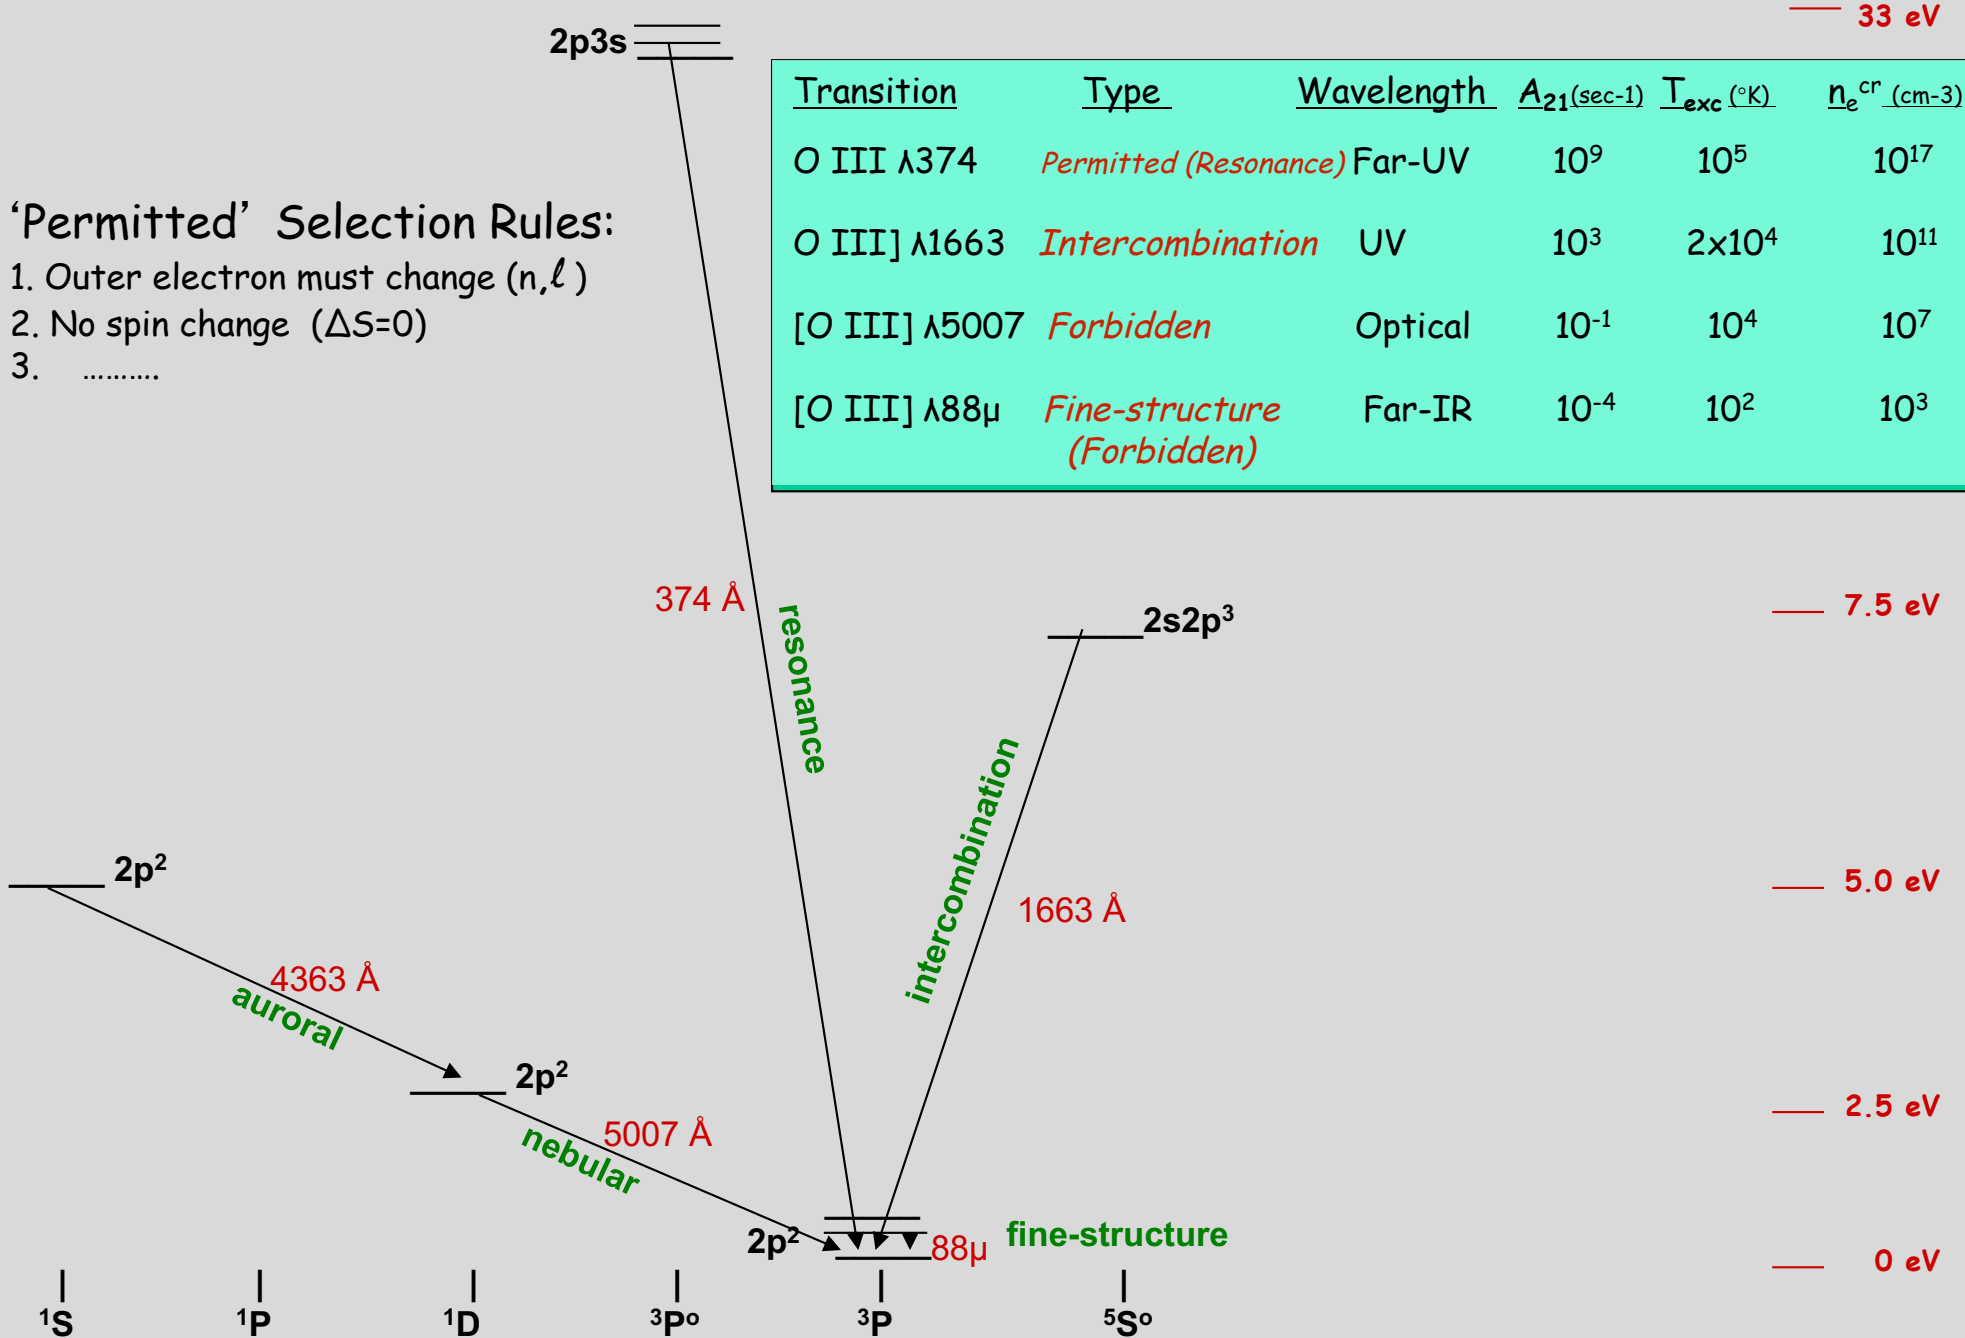 33 eV
2p3s
Transition Type Wavelength A₂₁(sec-1) Tₑₓ꜀ (°K) nₑᶜʳ (cm-3)
O III λ374 Permitted (Resonance) Far-UV 10⁹ 10⁵ 10¹⁷
O III] λ1663 Intercombination UV 10³ 2x10⁴ 10¹¹
[O III] λ5007 Forbidden Optical 10⁻¹ 10⁴ 10⁷
[O III] λ88μ Fine-structure Far-IR 10⁻⁴ 10² 10³
(Forbidden)
‘Permitted’ Selection Rules:
1. Outer electron must change (n,ℓ )
2. No spin change (ΔS=0)
3. ..........
374 Å
resonance
2s2p³
7.5 eV
intercombination
1663 Å
2p²
5.0 eV
4363 Å
auroral
2p²
2.5 eV
5007 Å
nebular
2p²
88μ
fine-structure
0 eV
¹S ¹P ¹D ³Pᵒ ³P ⁵Sᵒ